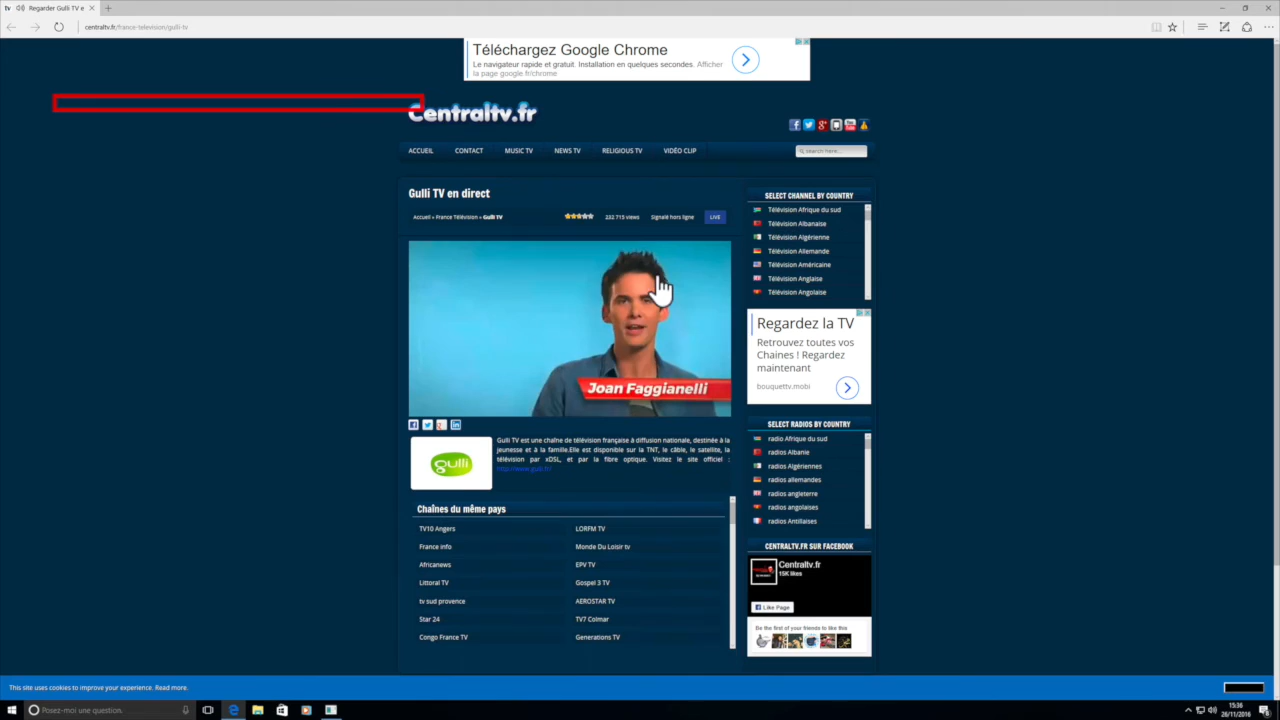 Regarder Gulli TV e
centraltv.fr/france-television/gulli-tv
Téléchargez Google Chrome
Le navigateur rapide et gratuit. Installation en quelques secondes. Afficher
la page google.fr/chrome
Centraltv.fr
ACCUEIL CONTACT MUSIC TV NEWS TV RELIGIOUS TV VIDÉO CLIP
search here...
Gulli TV en direct
Accueil » France Télévision » Gulli TV
232 715 views
Signalé hors ligne
LIVE
Joan Faggianelli
gulli
Gulli TV est une chaîne de télévision française à diffusion nationale, destinée à la
jeunesse et à la famille.Elle est disponible sur la TNT, le câble, le satellite, la
télévision par xDSL, et par la fibre optique. Visitez le site officiel :
http://www.gulli.fr/
Chaînes du même pays
TV10 Angers LORFM TV
France info Monde Du Loisir tv
Africanews EPV TV
Littoral TV Gospel 3 TV
tv sud provence AEROSTAR TV
Star 24 TV7 Colmar
Congo France TV Generations TV
SELECT CHANNEL BY COUNTRY
Télévision Afrique du sud
Télévision Albanaise
Télévision Algérienne
Télévision Allemande
Télévision Américaine
Télévision Anglaise
Télévision Angolaise
Regardez la TV
Retrouvez toutes vos
Chaines ! Regardez
maintenant
bouquettv.mobi
SELECT RADIOS BY COUNTRY
radio Afrique du sud
radios Albanie
radios Algériennes
radios allemandes
radios angleterre
radios angolaises
radios Antillaises
CENTRALTV.FR SUR FACEBOOK
Centraltv.fr
15K likes
Like Page
Be the first of your friends to like this
This site uses cookies to improve your experience. Read more.
Posez-moi une question.
15:36
26/11/2016